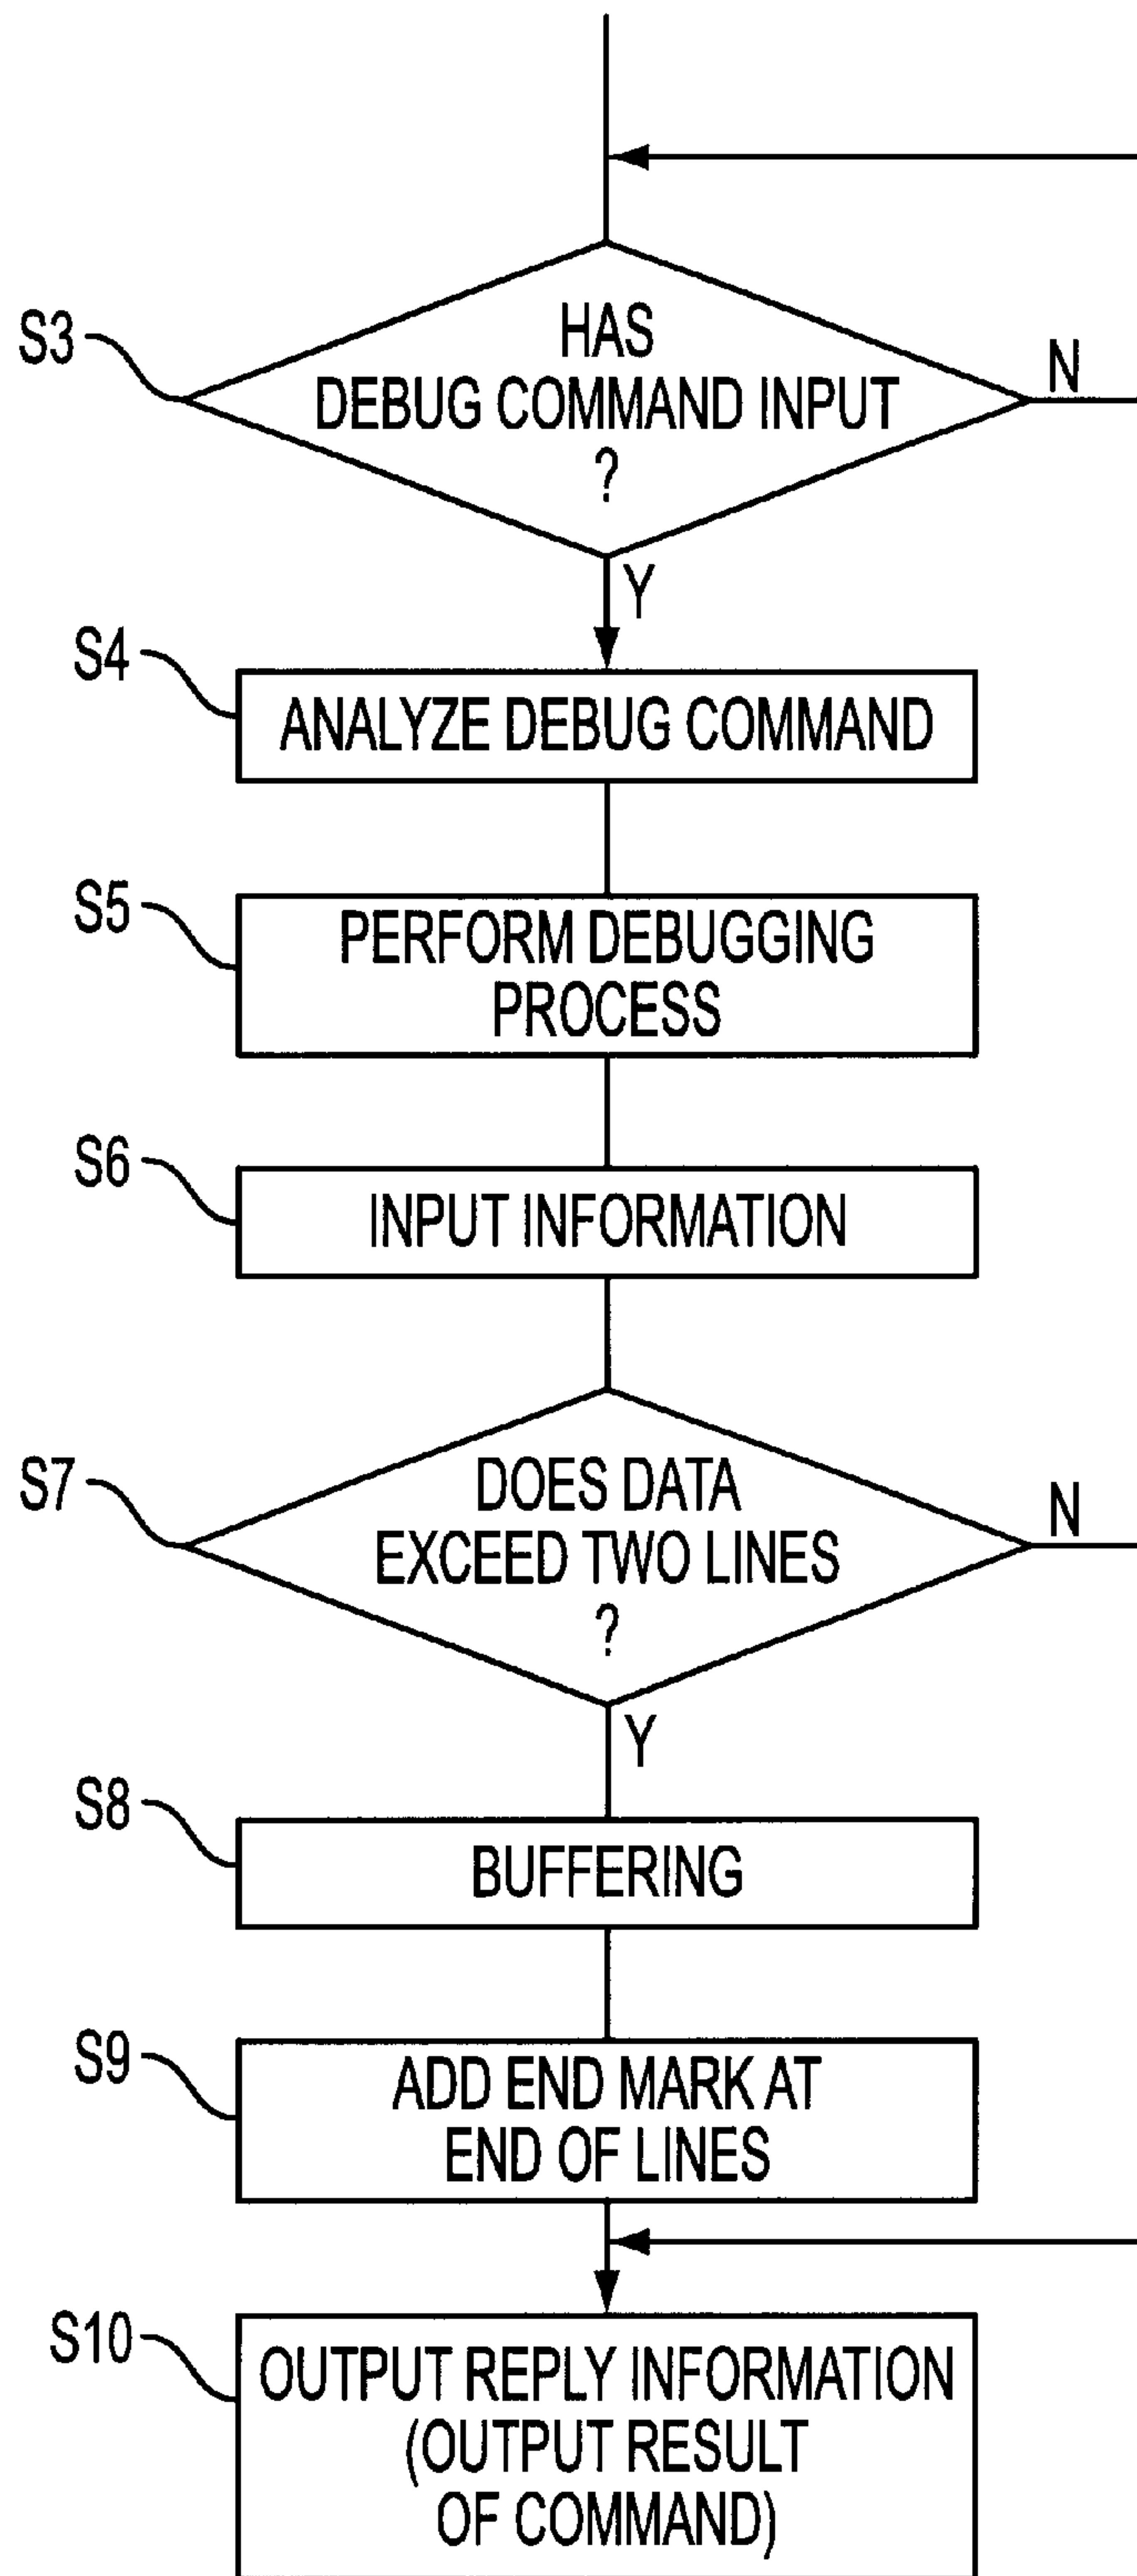 S3
HAS
DEBUG COMMAND INPUT
?
N
Y
S4
ANALYZE DEBUG COMMAND
S5
PERFORM DEBUGGING
PROCESS
S6
INPUT INFORMATION
S7
DOES DATA
EXCEED TWO LINES
?
N
Y
S8
BUFFERING
S9
ADD END MARK AT
END OF LINES
S10
OUTPUT REPLY INFORMATION
(OUTPUT RESULT
OF COMMAND)